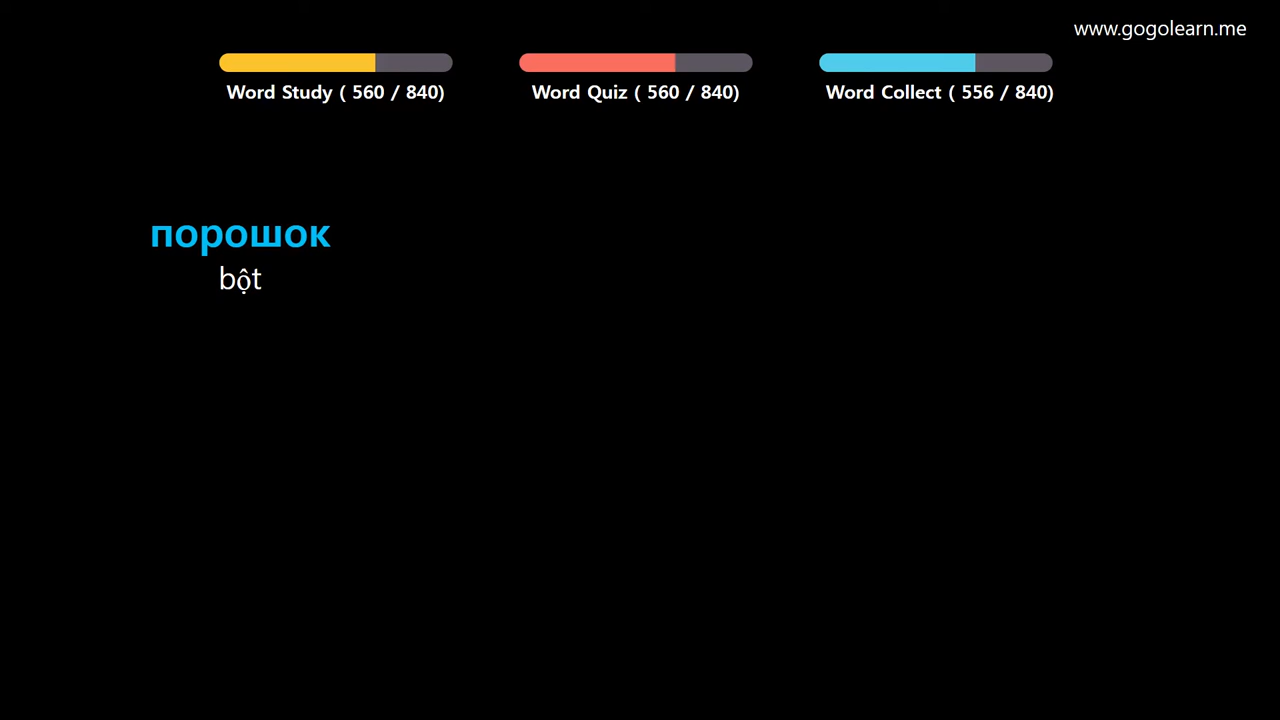 www.gogolearn.me
Word Study ( 560 / 840)
Word Quiz ( 560 / 840)
Word Collect ( 556 / 840)
порошок
bột